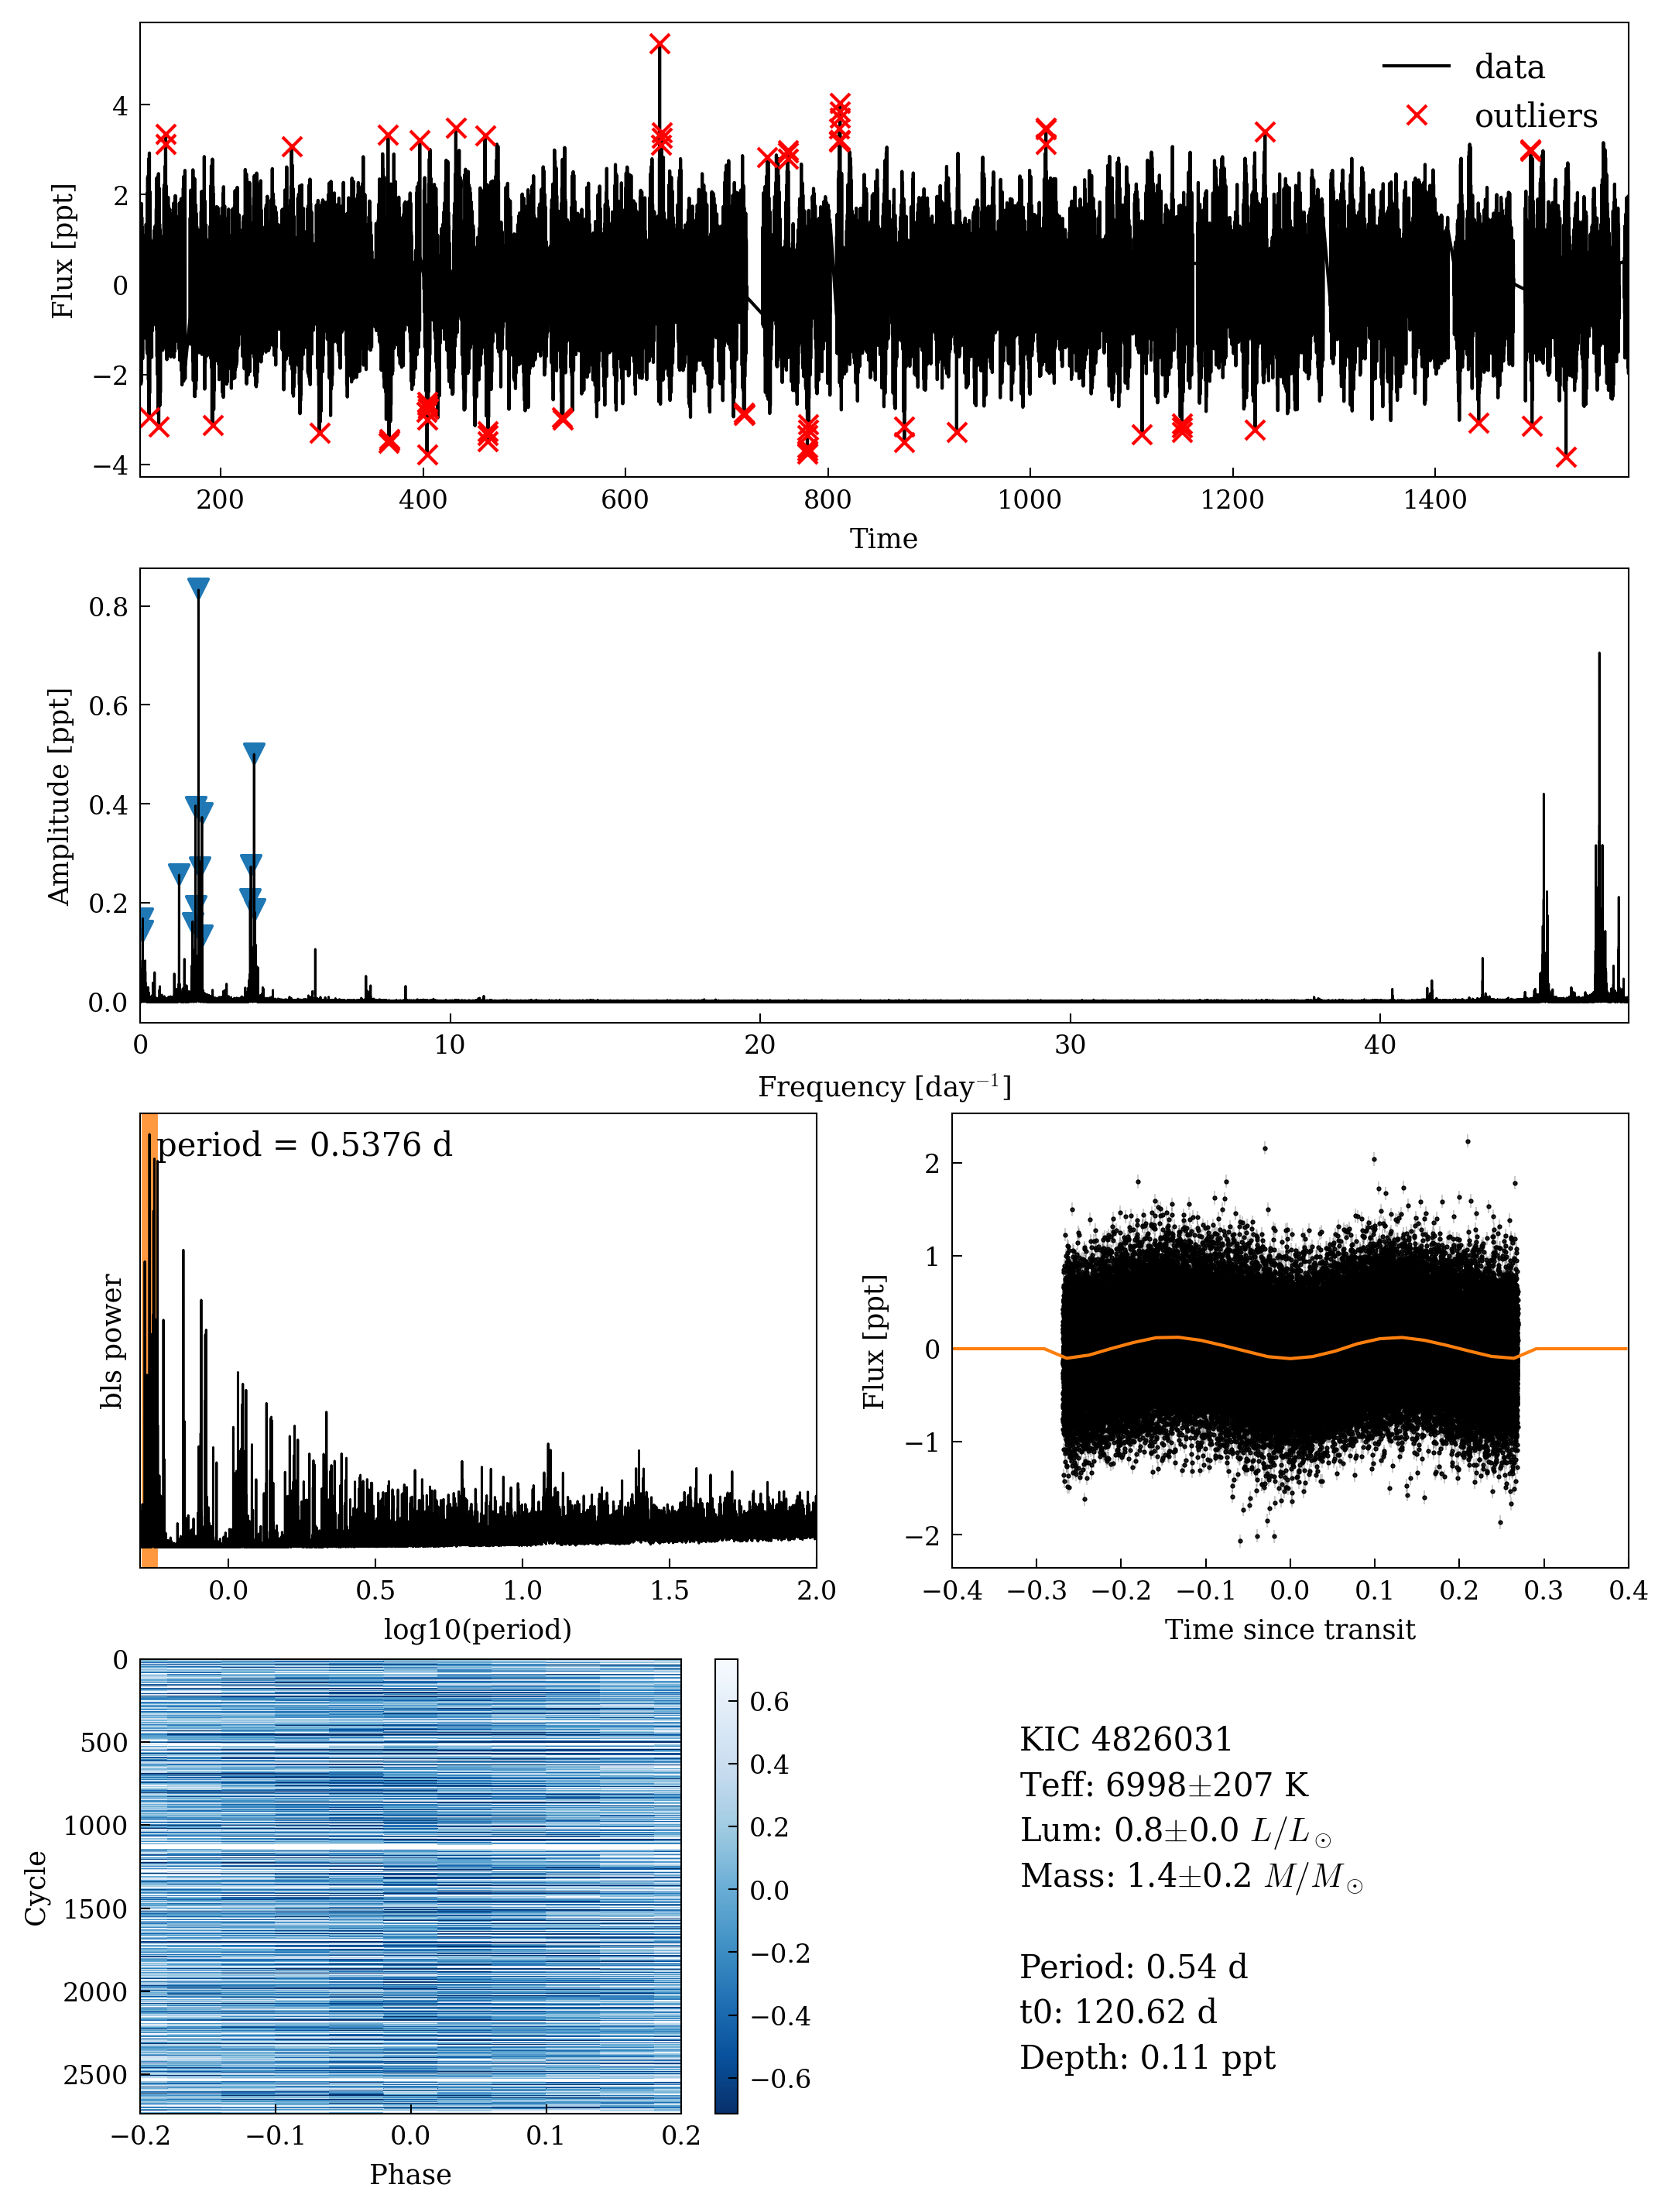 data
outliers
4
2
0
−2
−4
Flux [ppt]
200 400 600 800 1000 1200 1400
Time
0.8
0.6
0.4
0.2
0.0
Amplitude [ppt]
0 10 20 30 40
Frequency [day⁻¹]
period = 0.5376 d
bls power
0.0 0.5 1.0 1.5 2.0
log10(period)
2
1
0
−1
−2
Flux [ppt]
−0.4 −0.3 −0.2 −0.1 0.0 0.1 0.2 0.3 0.4
Time since transit
0
500
1000
1500
2000
2500
Cycle
−0.2 −0.1 0.0 0.1 0.2
Phase
0.6
0.4
0.2
0.0
−0.2
−0.4
−0.6
KIC 4826031
Teff: 6998±207 K
Lum: 0.8±0.0 L/L☉
Mass: 1.4±0.2 M/M☉
Period: 0.54 d
t0: 120.62 d
Depth: 0.11 ppt